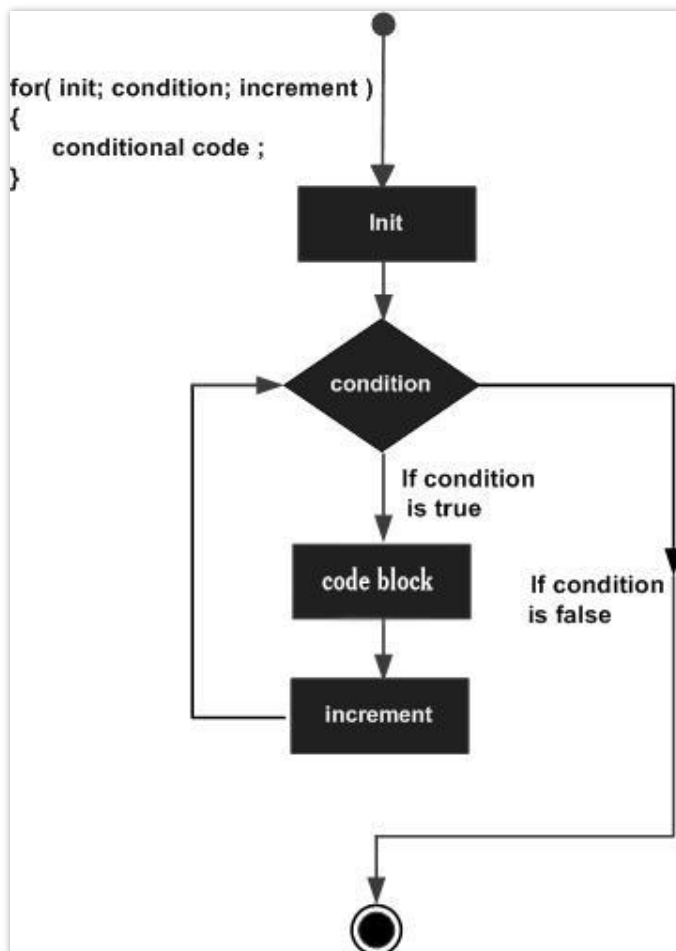 for( init; condition; increment )
{
conditional code ;
}
Init
condition
If condition
is true
code block
If condition
is false
increment